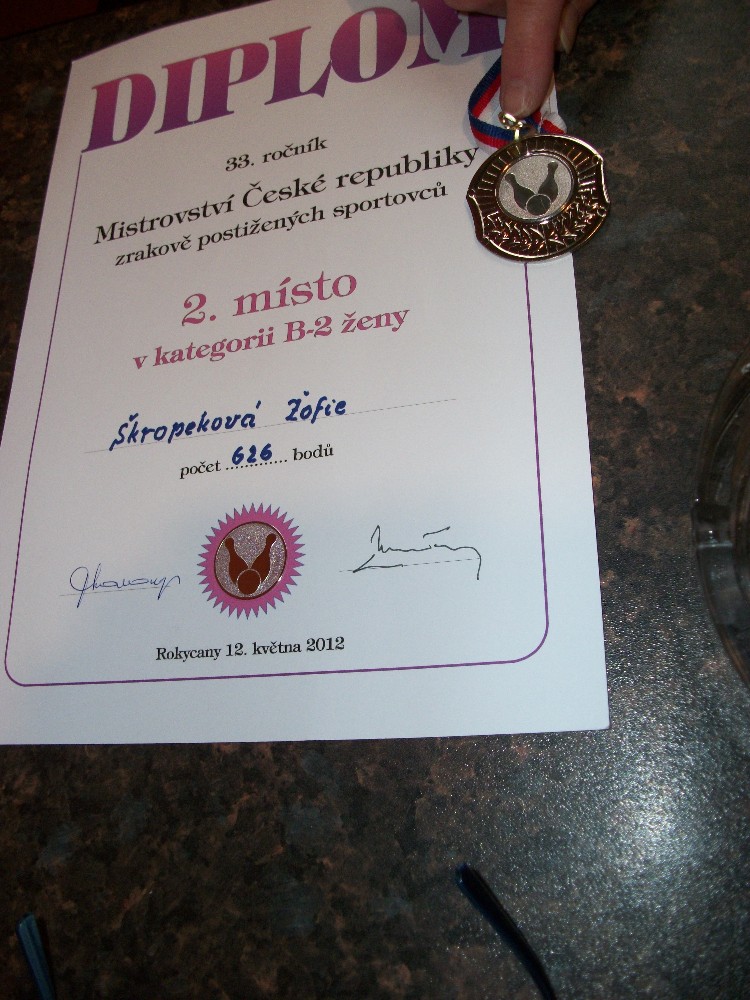 DIPLOM
33. ročník
Mistrovství České republiky
zrakově postižených sportovců
2. místo
v kategorii B-2 ženy
Škropeková Žofie
počet 626 bodů
Rokycany 12. května 2012